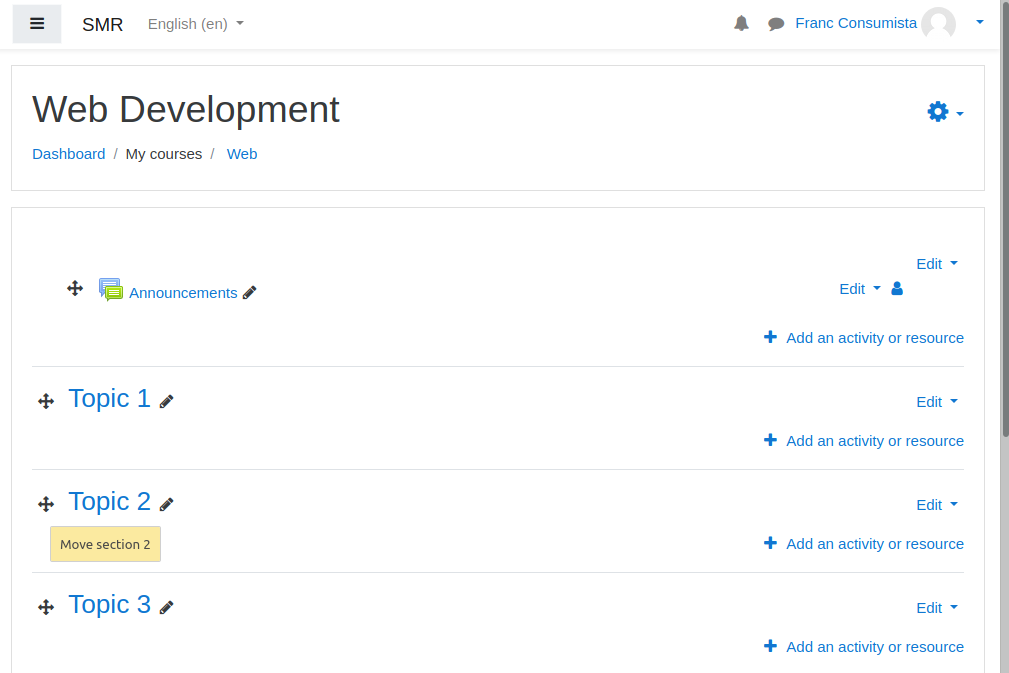 SMR English (en) Franc Consumista
Web Development
Dashboard / My courses / Web
Edit
Announcements Edit
Add an activity or resource
Topic 1 Edit
Add an activity or resource
Topic 2 Edit
Move section 2 Add an activity or resource
Topic 3 Edit
Add an activity or resource